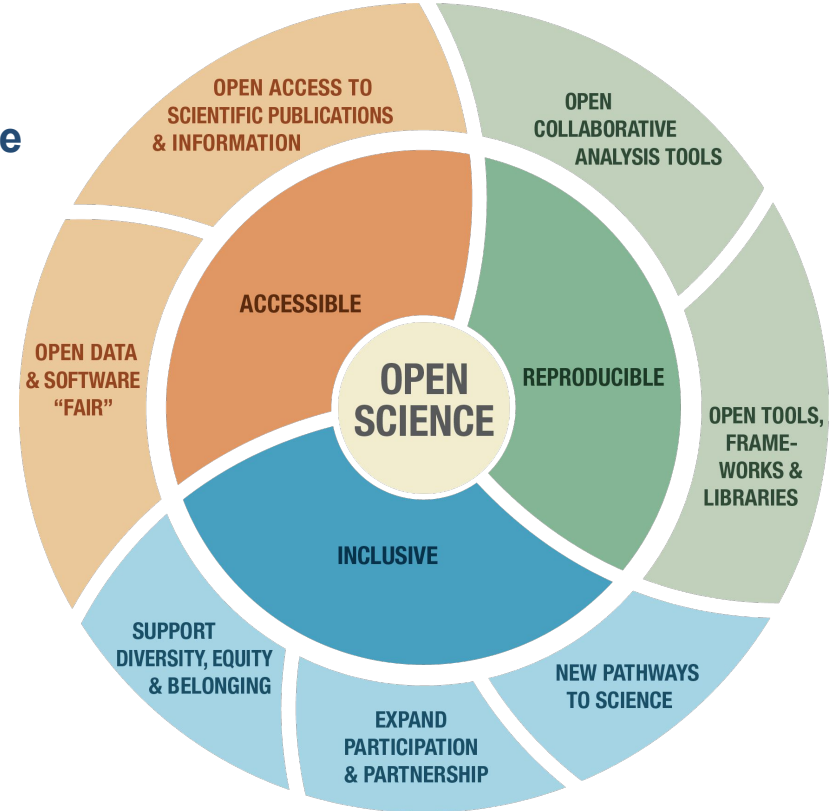 e
OPEN ACCESS TO
SCIENTIFIC PUBLICATIONS
& INFORMATION
OPEN
COLLABORATIVE
ANALYSIS TOOLS
ACCESSIBLE
OPEN DATA
& SOFTWARE
“FAIR”
OPEN
SCIENCE
REPRODUCIBLE
OPEN TOOLS,
FRAME-
WORKS &
LIBRARIES
INCLUSIVE
SUPPORT
DIVERSITY, EQUITY
& BELONGING
EXPAND
PARTICIPATION
& PARTNERSHIP
NEW PATHWAYS
TO SCIENCE